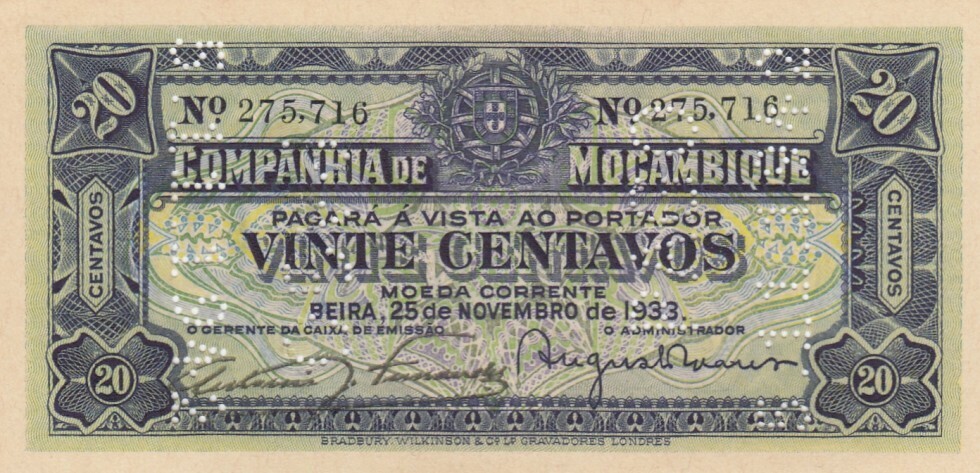 20 20
Nº 275,716 Nº 275,716
COMPANHIA DE MOÇAMBIQUE
PAGARÁ Á VISTA AO PORTADOR
VINTE CENTAVOS
MOEDA CORRENTE
BEIRA, 25 de NOVEMBRO de 1933.
O GERENTE DA CAIXA DE EMISSÃO O ADMINISTRADOR
CENTAVOS CENTAVOS
20 20
BRADBURY, WILKINSON & Cº Lᴰ GRAVADORES LONDRES